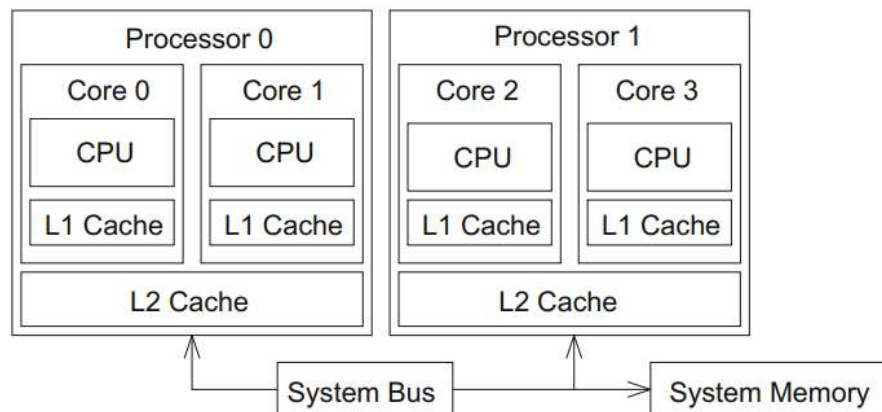 Processor 0
Core 0
CPU
L1 Cache
Core 1
CPU
L1 Cache
L2 Cache
Processor 1
Core 2
CPU
L1 Cache
Core 3
CPU
L1 Cache
L2 Cache
System Bus
System Memory